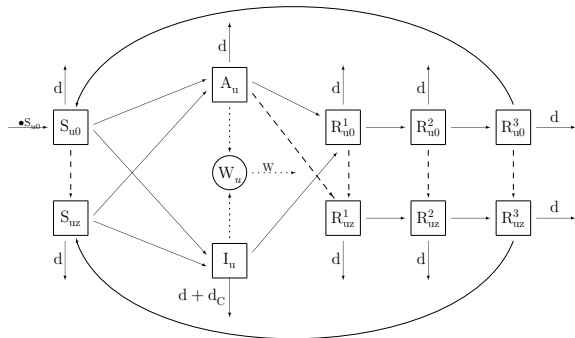 d
d A_u d d
•S_u0 S_u0 R^1_u0 R^2_u0 R^3_u0 d
W_u w
S_uz R^1_uz R^2_uz R^3_uz d
d I_u d d
d + d_C